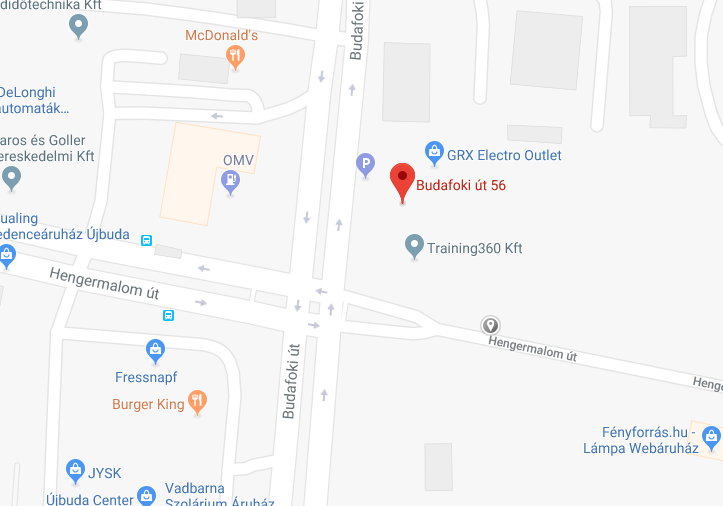 didőtechnika Kft
McDonald's
Budafoki
DeLonghi
automaták...
aros és Goller
ereskedelmi Kft
OMV
P
GRX Electro Outlet
Budafoki út 56
ualing
edenceáruház Újbuda
Training360 Kft
Hengermalom út
Hengermalom út
Henge
Fressnapf
Budafoki út
Burger King
Fényforrás.hu -
Lámpa Webáruház
JYSK
Újbuda Center
Vadbarna
Szolárium Áruház